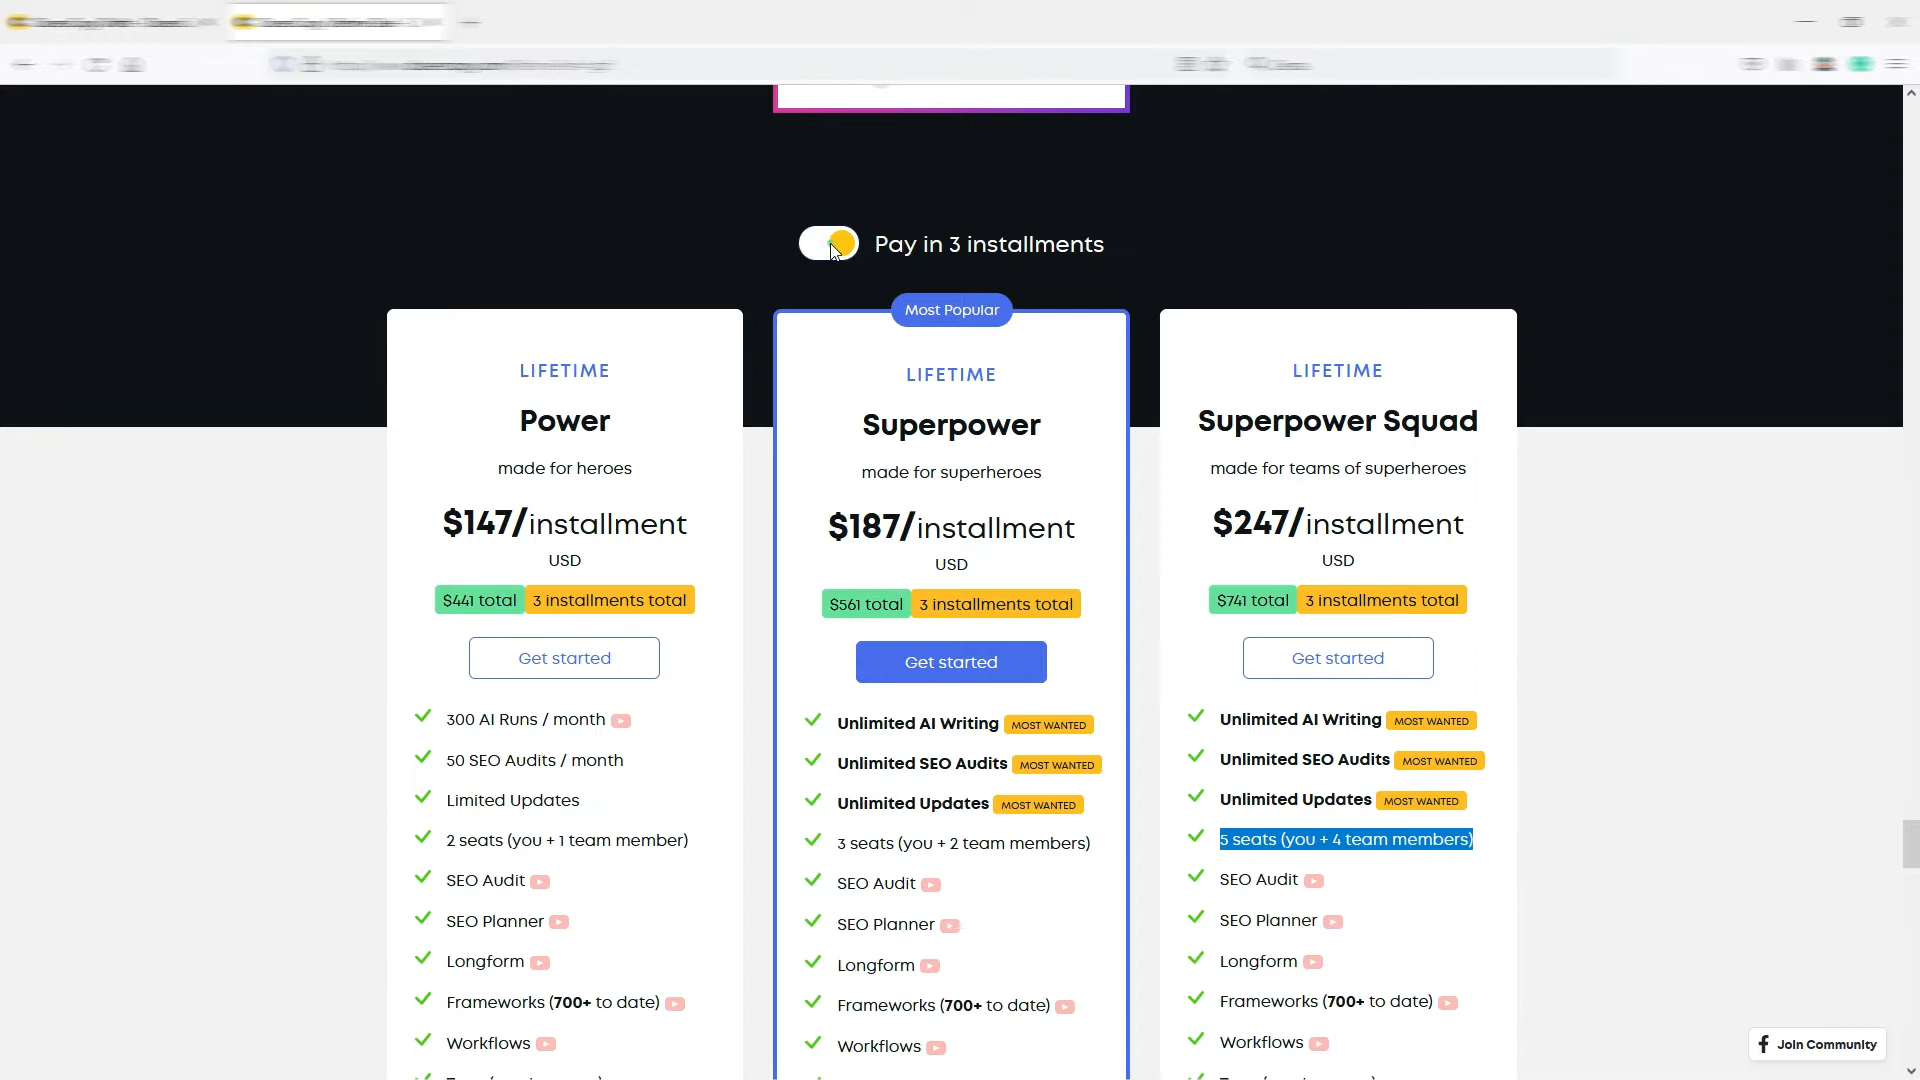 Pay in 3 installments
Most Popular
LIFETIME
Power
made for heroes
$147/installment
USD
$441 total 3 installments total
Get started
300 AI Runs / month
50 SEO Audits / month
Limited Updates
2 seats (you + 1 team member)
SEO Audit
SEO Planner
Longform
Frameworks (700+ to date)
Workflows
LIFETIME
Superpower
made for superheroes
$187/installment
USD
$561 total 3 installments total
Get started
Unlimited AI Writing MOST WANTED
Unlimited SEO Audits MOST WANTED
Unlimited Updates MOST WANTED
3 seats (you + 2 team members)
SEO Audit
SEO Planner
Longform
Frameworks (700+ to date)
Workflows
LIFETIME
Superpower Squad
made for teams of superheroes
$247/installment
USD
$741 total 3 installments total
Get started
Unlimited AI Writing MOST WANTED
Unlimited SEO Audits MOST WANTED
Unlimited Updates MOST WANTED
5 seats (you + 4 team members)
SEO Audit
SEO Planner
Longform
Frameworks (700+ to date)
Workflows
Join Community